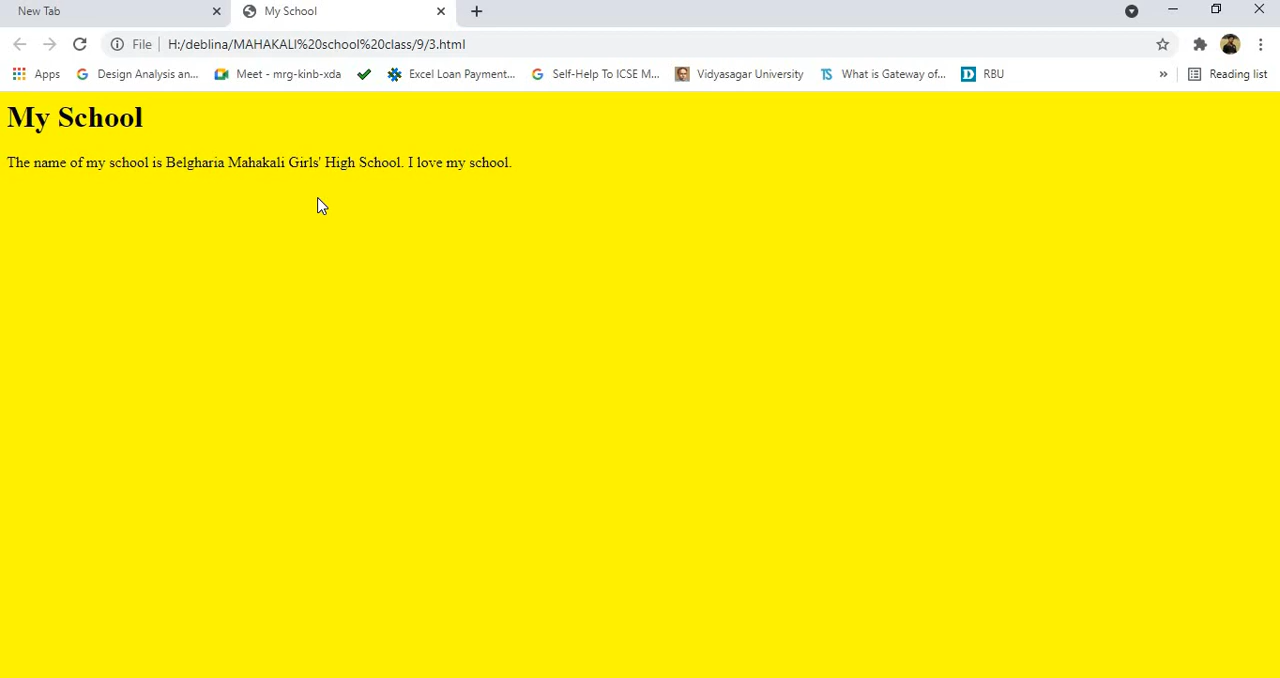 New Tab
My School
File
H:/deblina/MAHAKALI%20school%20class/9/3.html
Apps
Design Analysis an...
Meet - mrg-kinb-xda
Excel Loan Payment...
Self-Help To ICSE M...
Vidyasagar University
TS What is Gateway of...
D RBU
»
Reading list
My School
The name of my school is Belgharia Mahakali Girls' High School. I love my school.